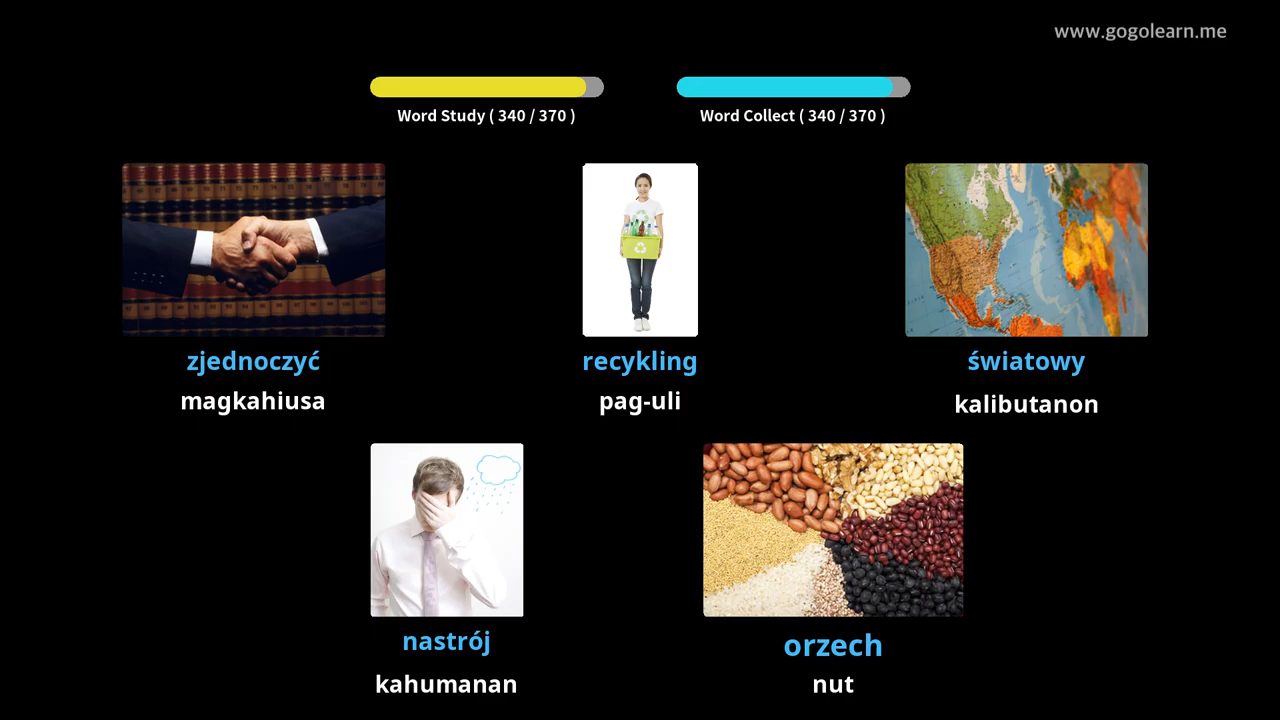 www.gogolearn.me
Word Study ( 340 / 370 )
Word Collect ( 340 / 370 )
zjednoczyć
magkahiusa
recykling
pag-uli
światowy
kalibutanon
nastrój
kahumanan
orzech
nut